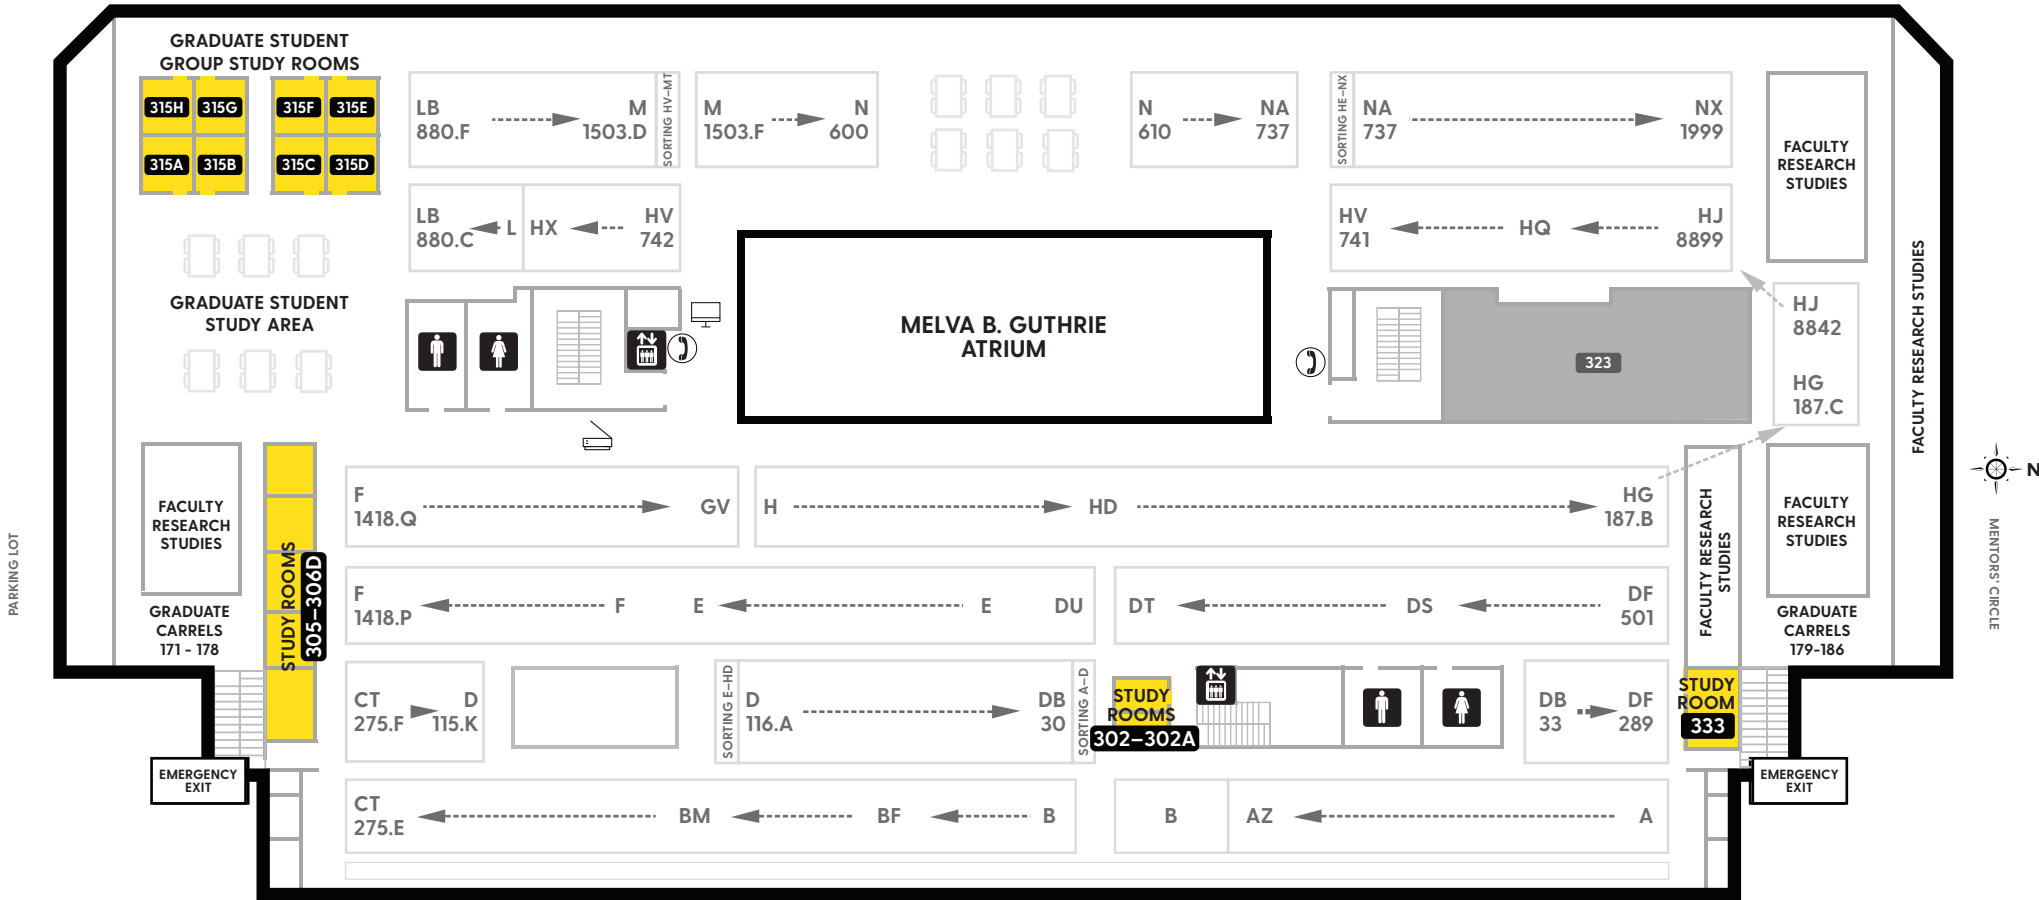 GRADUATE STUDENT
GROUP STUDY ROOMS
315H
315G
315F
315E
315A
315B
315C
315D
LB
880.F
M
1503.D
SORTING HV–MT
M
1503.F
N
600
N
610
NA
737
SORTING HE–NX
NA
737
NX
1999
FACULTY
RESEARCH
STUDIES
LB
880.C
L
HX
HV
742
HV
741
HQ
HJ
8899
GRADUATE STUDENT
STUDY AREA
MELVA B. GUTHRIE
ATRIUM
323
HJ
8842
HG
187.C
FACULTY RESEARCH STUDIES
N
MENTORS' CIRCLE
PARKING LOT
FACULTY
RESEARCH
STUDIES
GRADUATE
CARRELS
171 - 178
STUDY ROOMS
305–306D
F
1418.Q
GV
H
HD
HG
187.B
FACULTY RESEARCH
STUDIES
FACULTY
RESEARCH
STUDIES
GRADUATE
CARRELS
179-186
F
1418.P
F
E
E
DU
DT
DS
DF
501
CT
275.F
D
115.K
SORTING E–HD
D
116.A
DB
30
SORTING A–D
STUDY
ROOMS
302–302A
DB
33
DF
289
STUDY
ROOM
333
EMERGENCY
EXIT
EMERGENCY
EXIT
CT
275.E
BM
BF
B
B
AZ
A